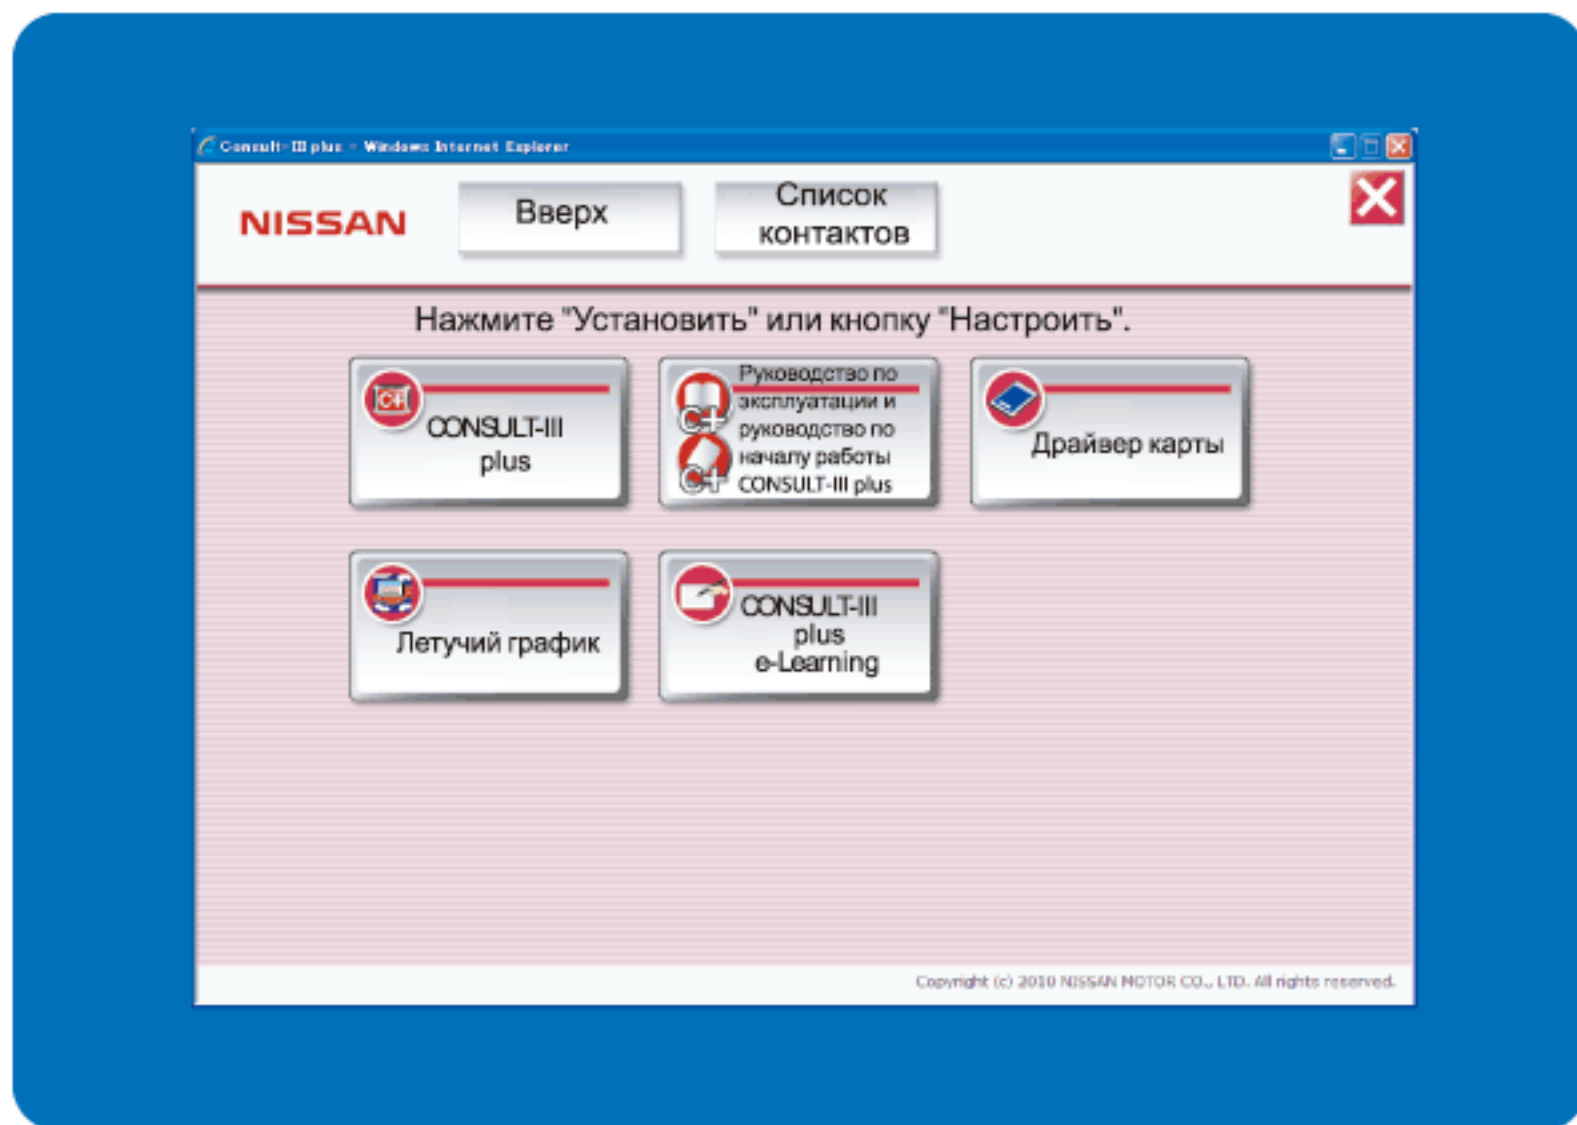 Consult-III plus - Windows Internet Explorer
NISSAN
Вверх
Список
контактов
Нажмите "Установить" или кнопку "Настроить".
C+
CONSULT-III
plus
Руководство по
эксплуатации и
руководство по
началу работы
CONSULT-III plus
C+
C+
Драйвер карты
Летучий график
CONSULT-III
plus
e-Learning
Copyright (c) 2010 NISSAN MOTOR CO., LTD. All rights reserved.